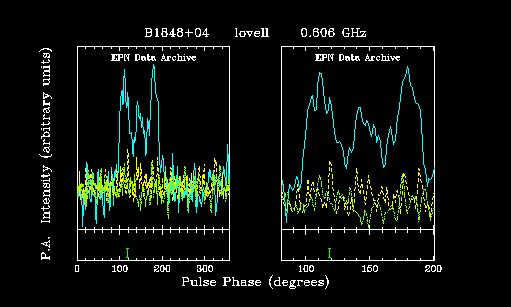 B1848+04 lovell 0.606 GHz
EPN Data Archive EPN Data Archive
P.A. Intensity (arbitrary units)
0 100 200 300 100 150 200
Pulse Phase (degrees)